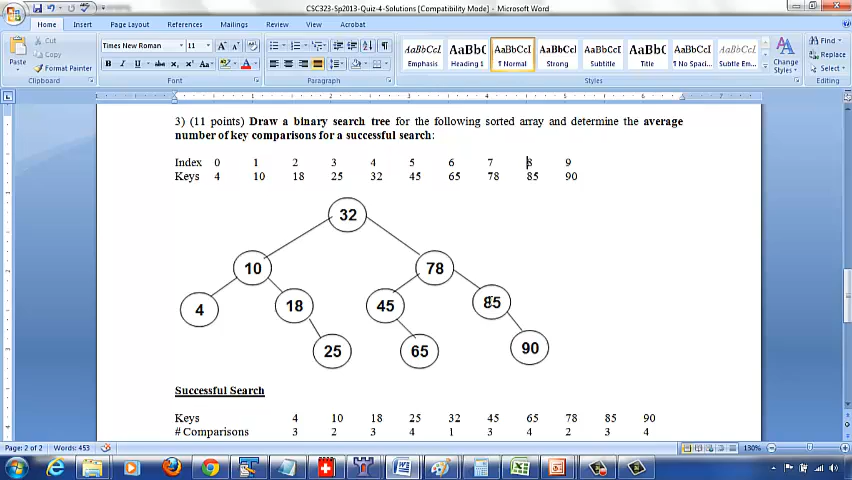 CSC323-Sp2013-Quiz-4-Solutions [Compatibility Mode] - Microsoft Word
Home Insert Page Layout References Mailings Review View Acrobat
Cut
Copy
Format Painter
Paste
Clipboard
Times New Roman 11
Font
Paragraph
AaBbCcL AaBbC AaBbCcI AaBbCcI AaBbCcl AaBbC AaBbCcI AaBbCcL
Emphasis Heading 1 ¶ Normal Strong Subtitle Title ¶ No Spaci... Subtle Em...
Styles
Change Styles
Find
Replace
Select
Editing
3) (11 points) Draw a binary search tree for the following sorted array and determine the average
number of key comparisons for a successful search:
Index 0 1 2 3 4 5 6 7 8 9
Keys 4 10 18 25 32 45 65 78 85 90
32
10 78
4 18 45 85
25 65 90
Successful Search
Keys 4 10 18 25 32 45 65 78 85 90
# Comparisons 3 2 3 4 1 3 4 2 3 4
Page: 2 of 2 Words: 453 130%